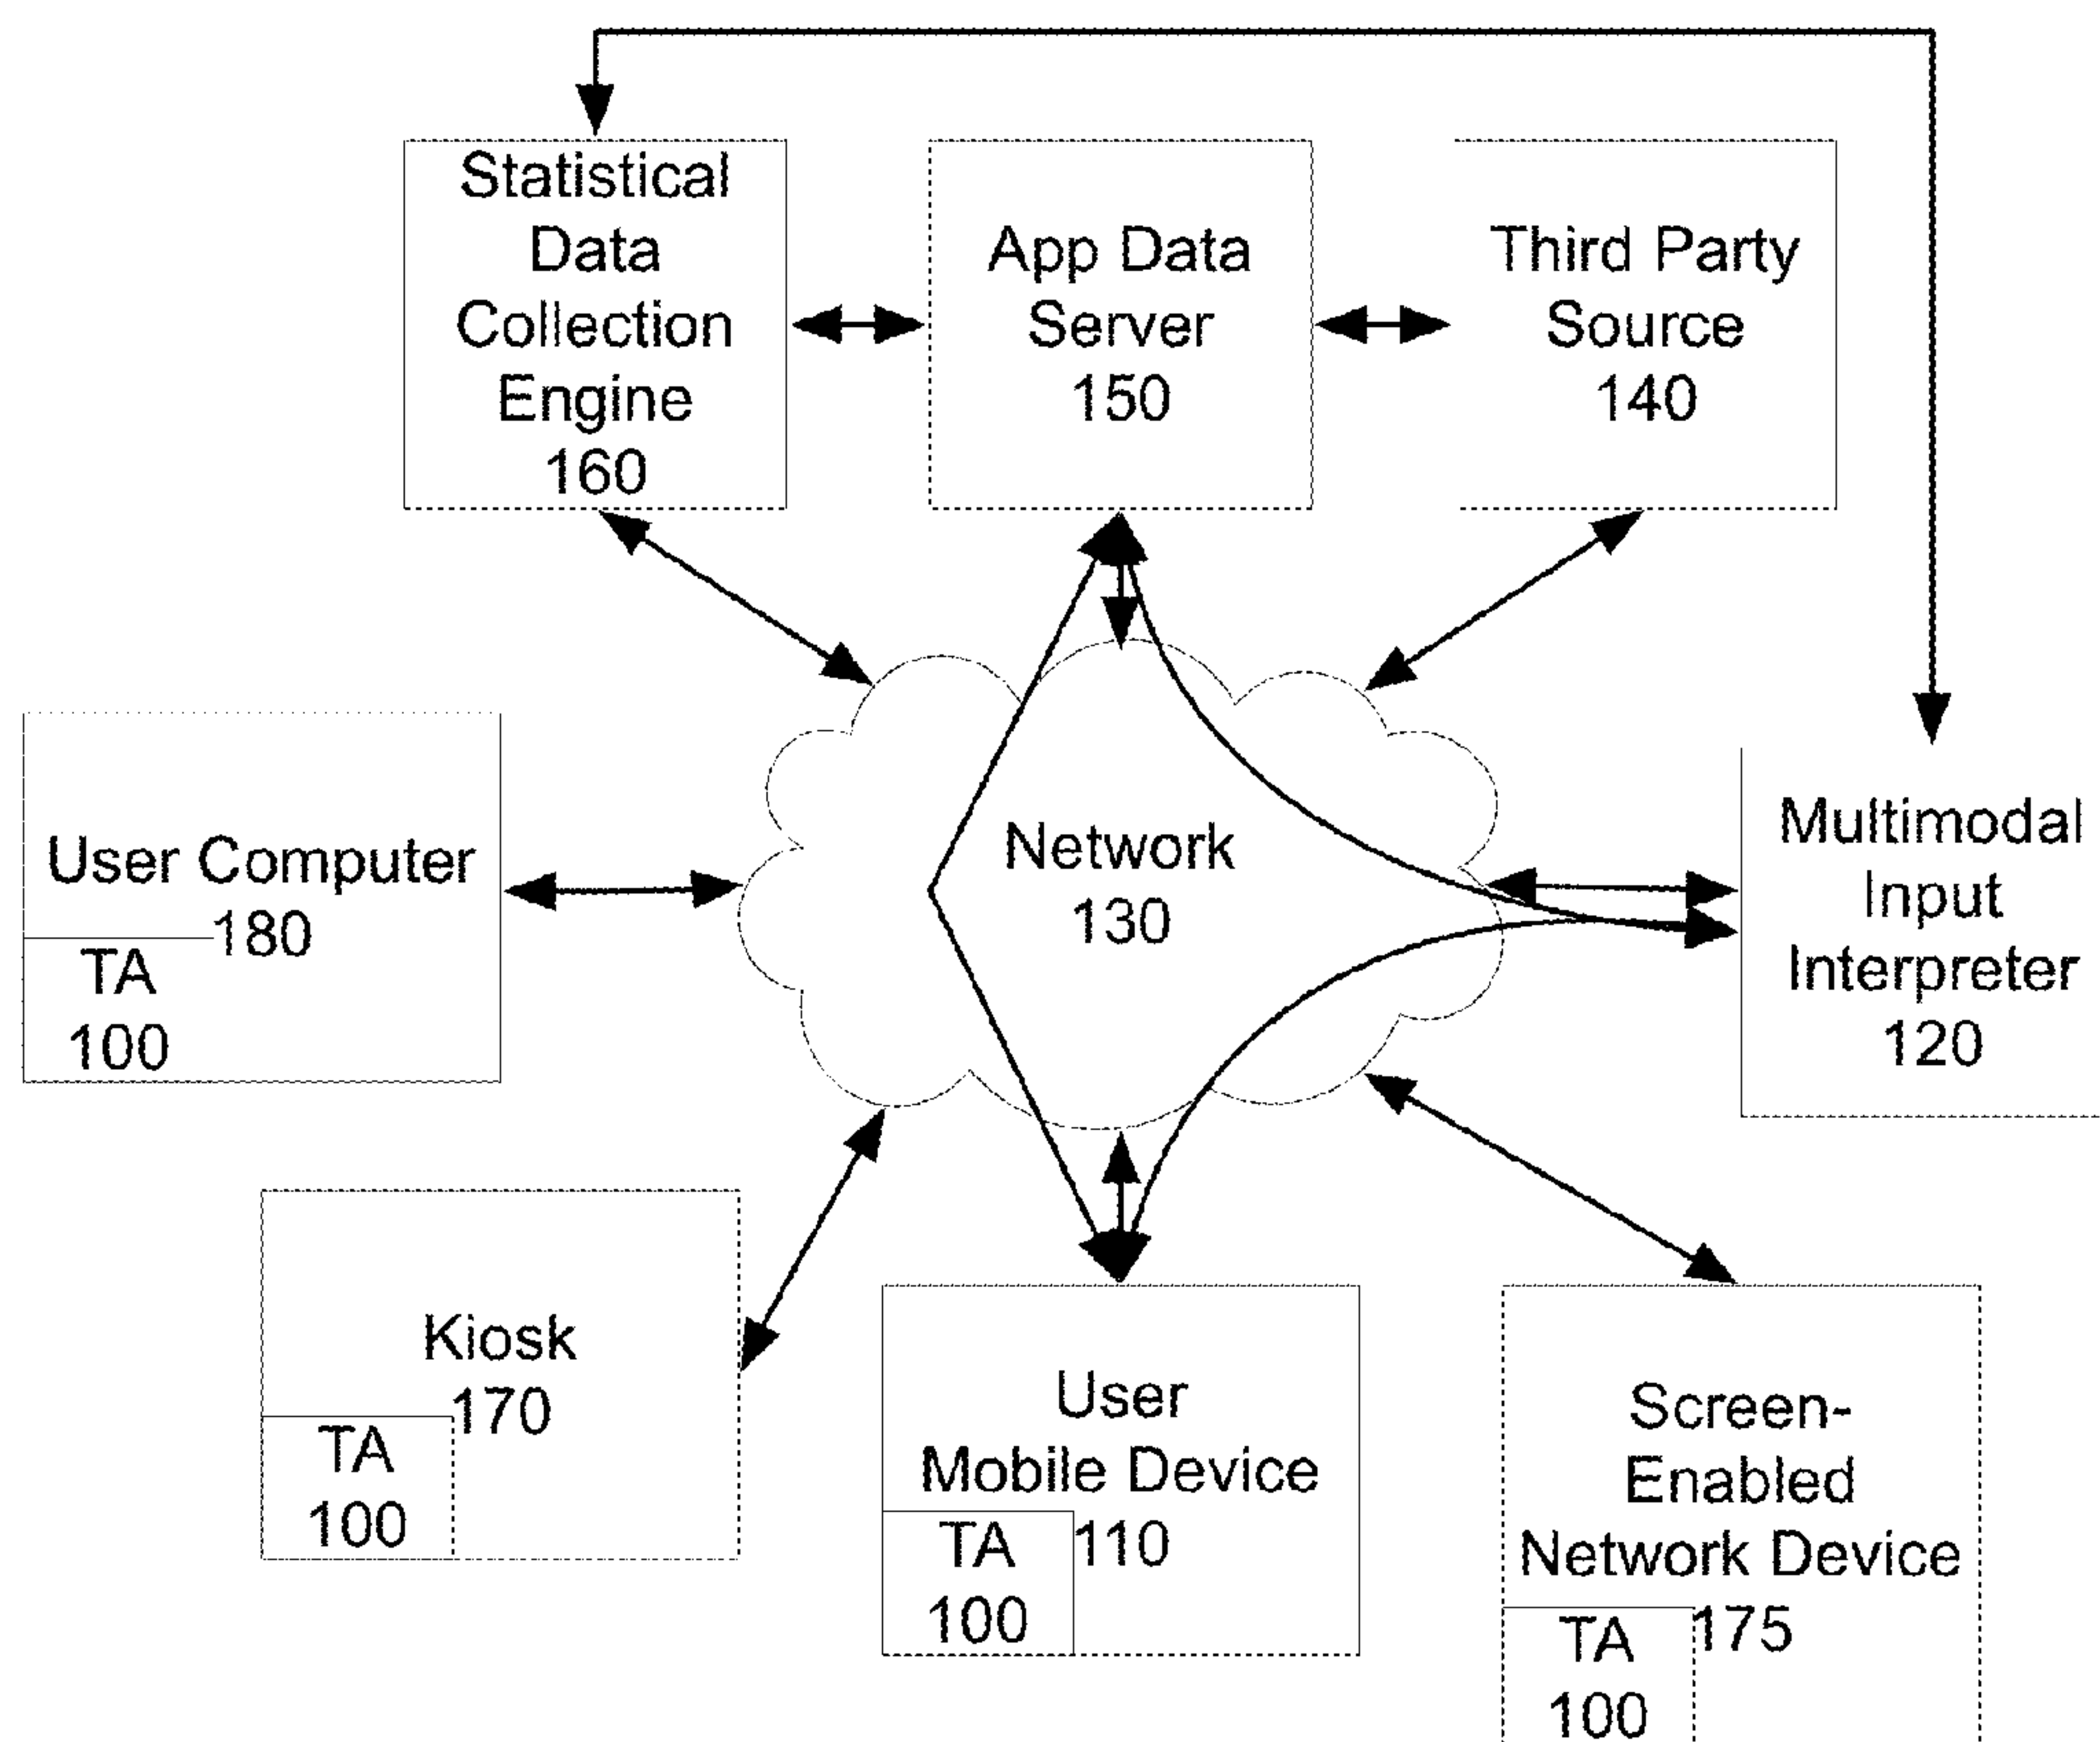 Statistical
Data
Collection
Engine
160
App Data
Server
150
Third Party
Source
140
User Computer
180
TA
100
Network
130
Multimodal
Input
Interpreter
120
Kiosk
170
TA
100
User
Mobile Device
110
TA
100
Screen-
Enabled
Network Device
175
TA
100